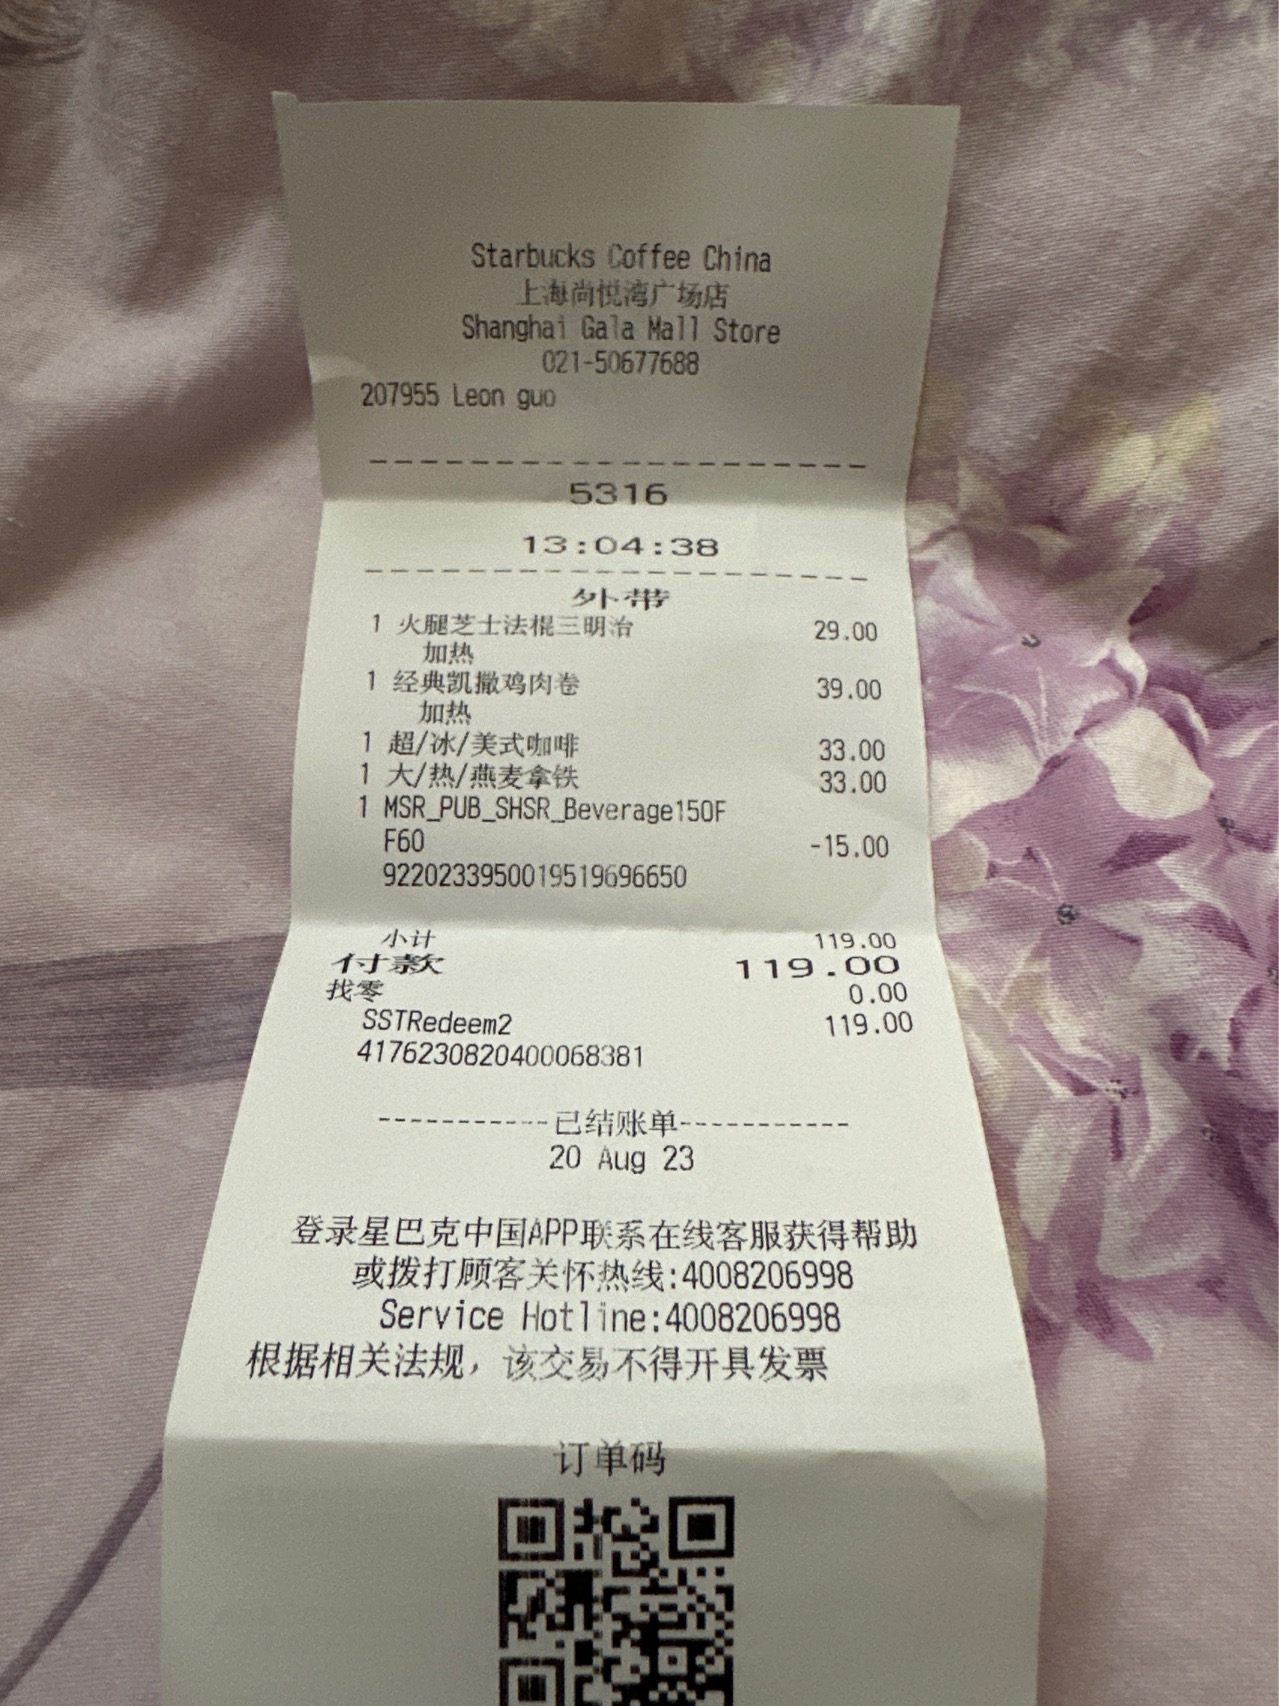 Starbucks Coffee China
上海尚悦湾广场店
Shanghai Gala Mall Store
021-50677688
207955 Leon guo
5316
13:04:38
外带
1 火腿芝士法棍三明治 29.00
加热
1 经典凯撒鸡肉卷 39.00
加热
1 超/冰/美式咖啡 33.00
1 大/热/燕麦拿铁 33.00
1 MSR_PUB_SHSR_Beverage150F
F60 -15.00
9220233950019519696650
小计 119.00
付款 119.00
找零 0.00
SSTRedeem2 119.00
4176230820400068381
-----------已结账单-----------
20 Aug 23
登录星巴克中国APP联系在线客服获得帮助
或拨打顾客关怀热线:4008206998
Service Hotline:4008206998
根据相关法规，该交易不得开具发票
订单码